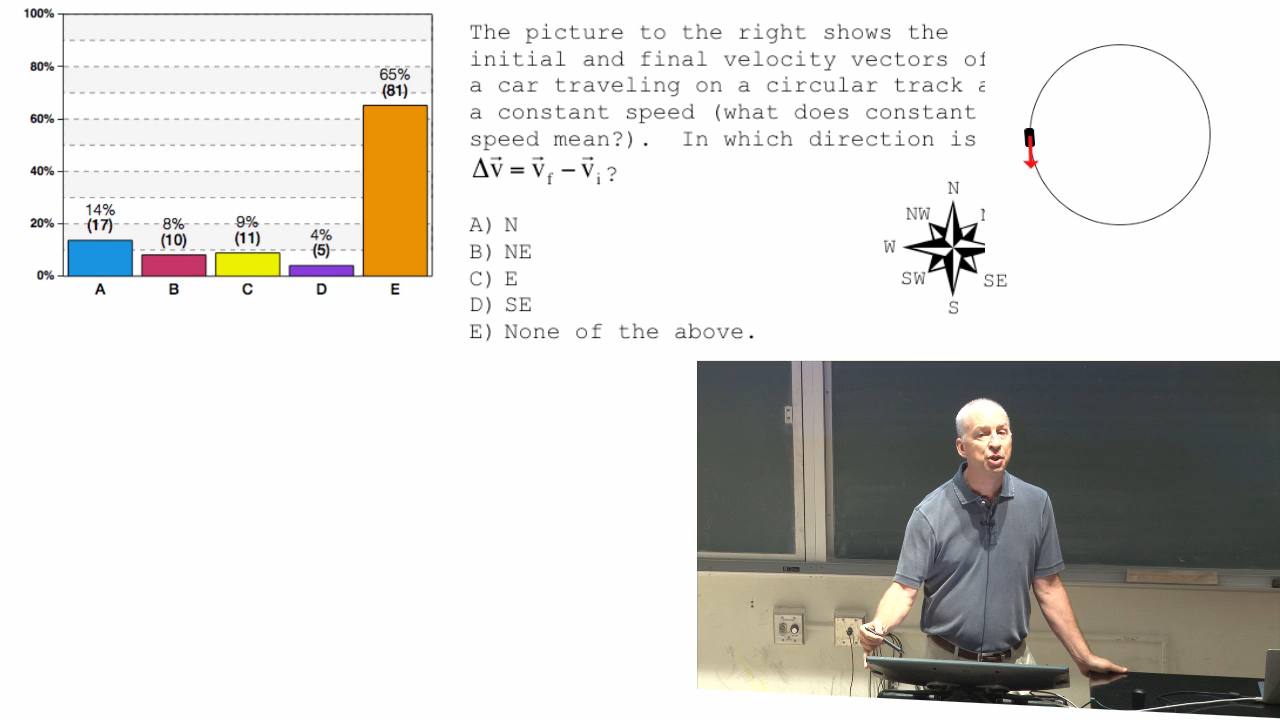 100%
80%
60%
40%
20%
0%
14%
(17)
8%
(10)
9%
(11)
4%
(5)
65%
(81)
A B C D E
The picture to the right shows the
initial and final velocity vectors of
a car traveling on a circular track a
a constant speed (what does constant
speed mean?). In which direction is
Δv⃗ = v⃗f − v⃗i ?
A) N
B) NE
C) E
D) SE
E) None of the above.
N
NW
W
SW
SE
S